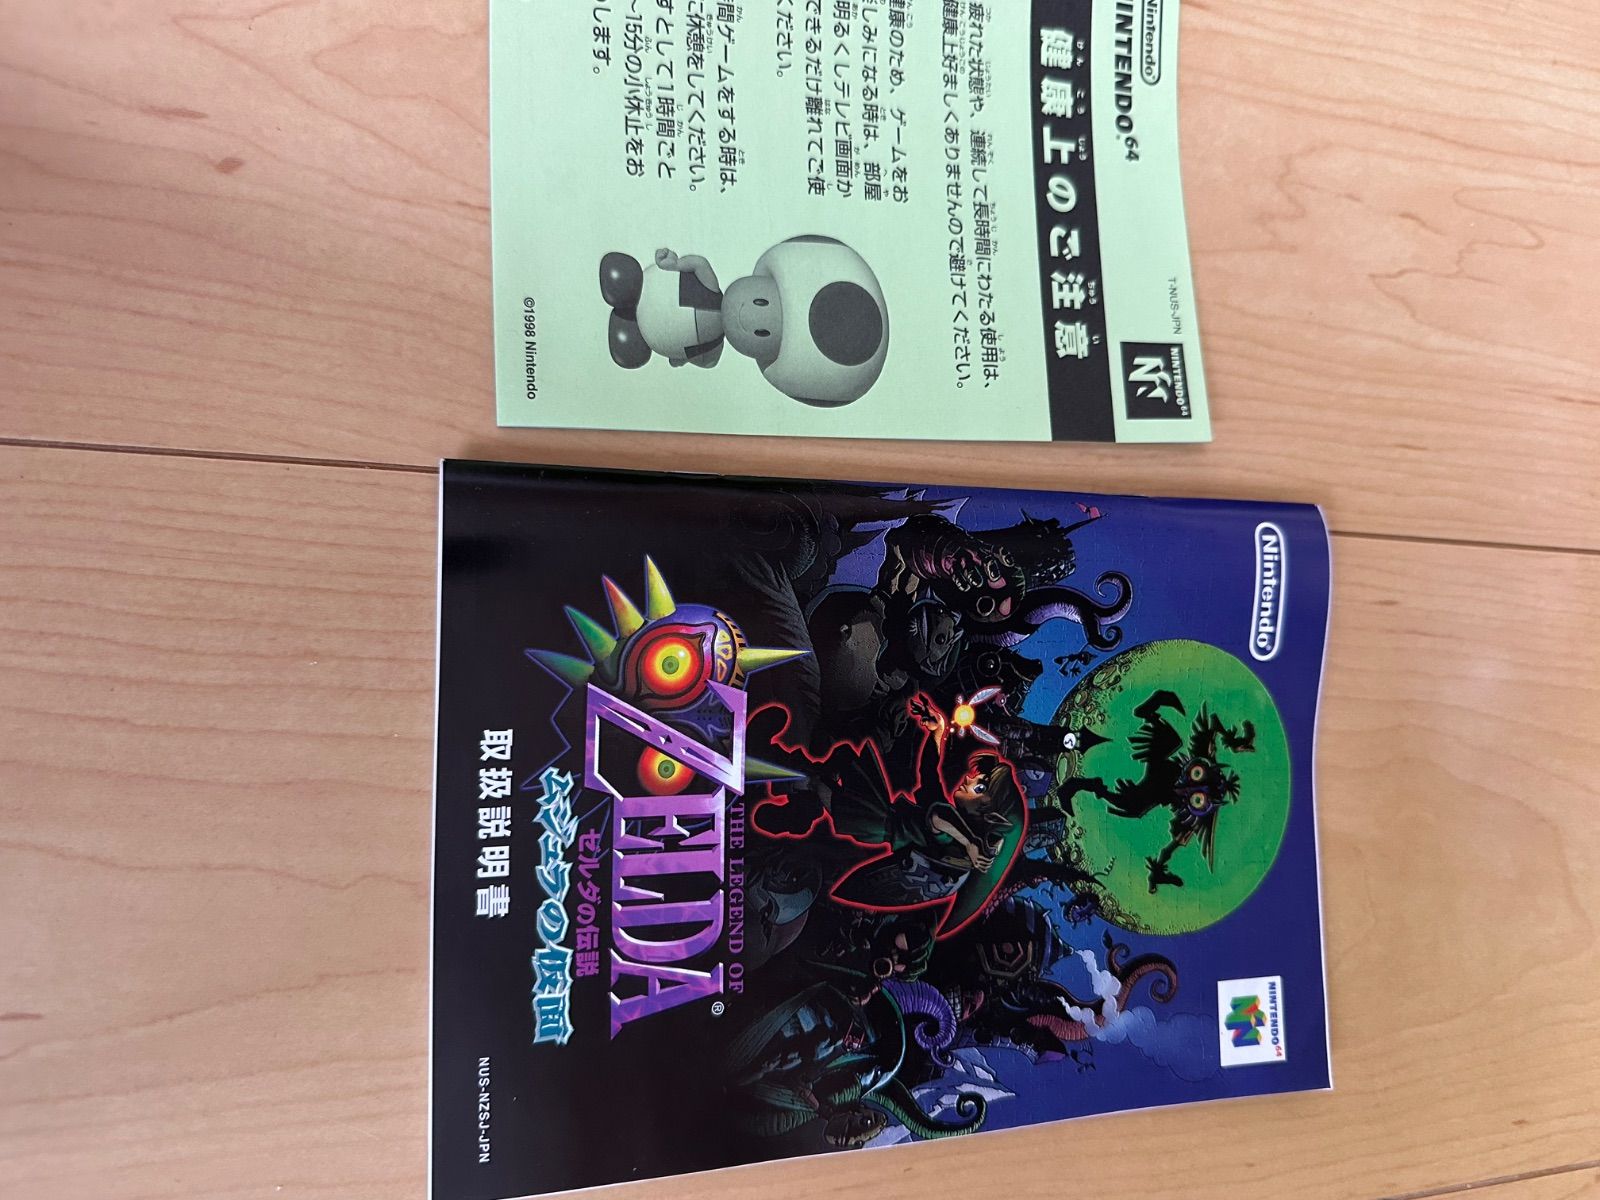 Nintendo®
NINTENDO64
T-NUS-JPN
NINTENDO64
健康上のご注意
疲れた状態や、連続して長時間にわたる使用は、
健康上好ましくありませんので避けてください。
健康のため、ゲームをお
楽しみになる時は、部屋
明るくしテレビ画面か
できるだけ離れてご使
ください。
間ゲームをする時は、
に休憩をしてください。
すとして1時間ごと
～15分の小休止をお
します。
©1998 Nintendo
Nintendo®
NINTENDO64
THE LEGEND OF
ZELDA®
ゼルダの伝説
ムジュラの仮面
取扱説明書
NUS-NZSJ-JPN